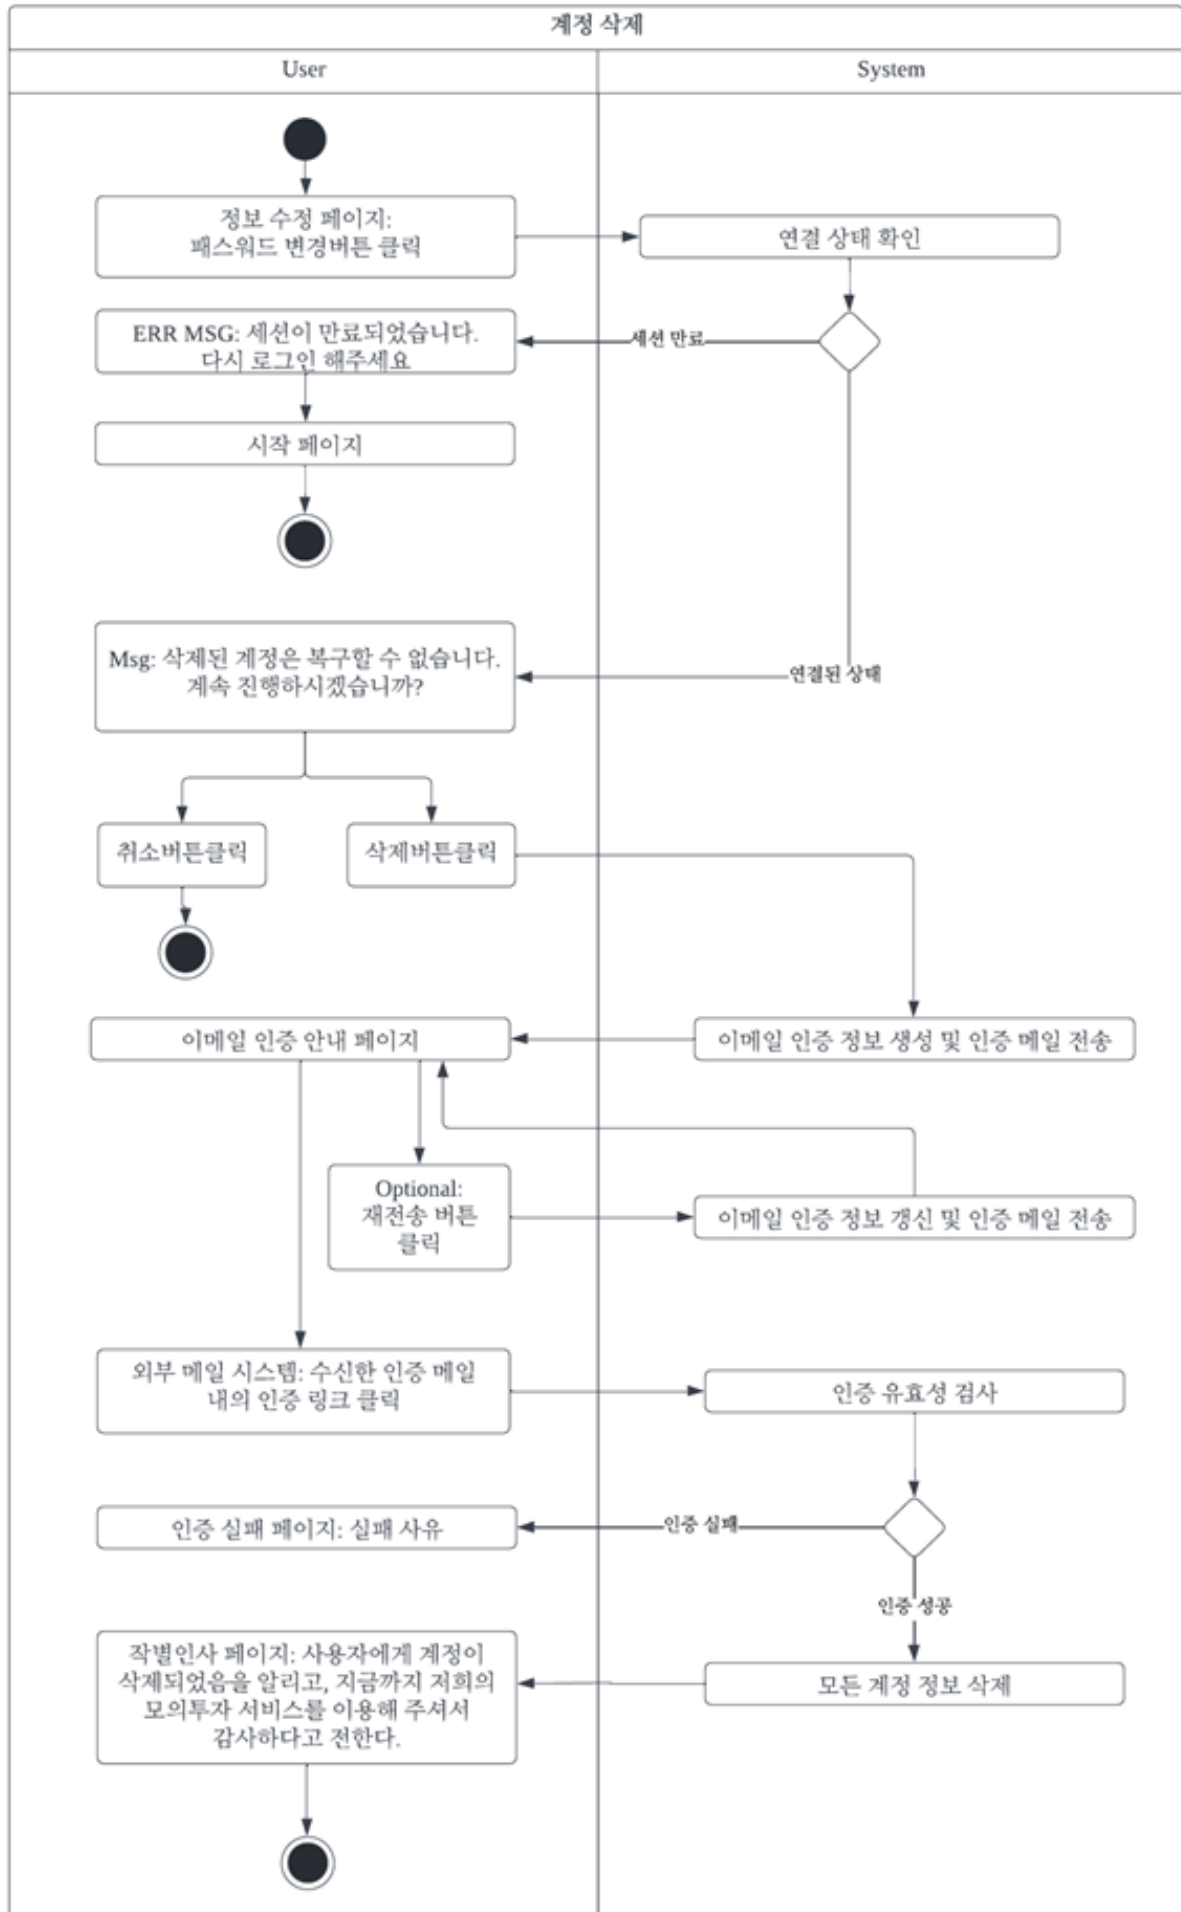 계정 삭제
User
System
정보 수정 페이지:
패스워드 변경버튼 클릭
연결 상태 확인
ERR MSG: 세션이 만료되었습니다.
다시 로그인 해주세요
세션 만료
시작 페이지
Msg: 삭제된 계정은 복구할 수 없습니다.
계속 진행하시겠습니까?
연결된 상태
취소버튼클릭
삭제버튼클릭
이메일 인증 안내 페이지
이메일 인증 정보 생성 및 인증 메일 전송
Optional:
재전송 버튼
클릭
이메일 인증 정보 갱신 및 인증 메일 전송
외부 메일 시스템: 수신한 인증 메일
내의 인증 링크 클릭
인증 유효성 검사
인증 실패 페이지: 실패 사유
인증 실패
인증 성공
작별인사 페이지: 사용자에게 계정이
삭제되었음을 알리고, 지금까지 저희의
모의투자 서비스를 이용해 주셔서
감사하다고 전한다.
모든 계정 정보 삭제